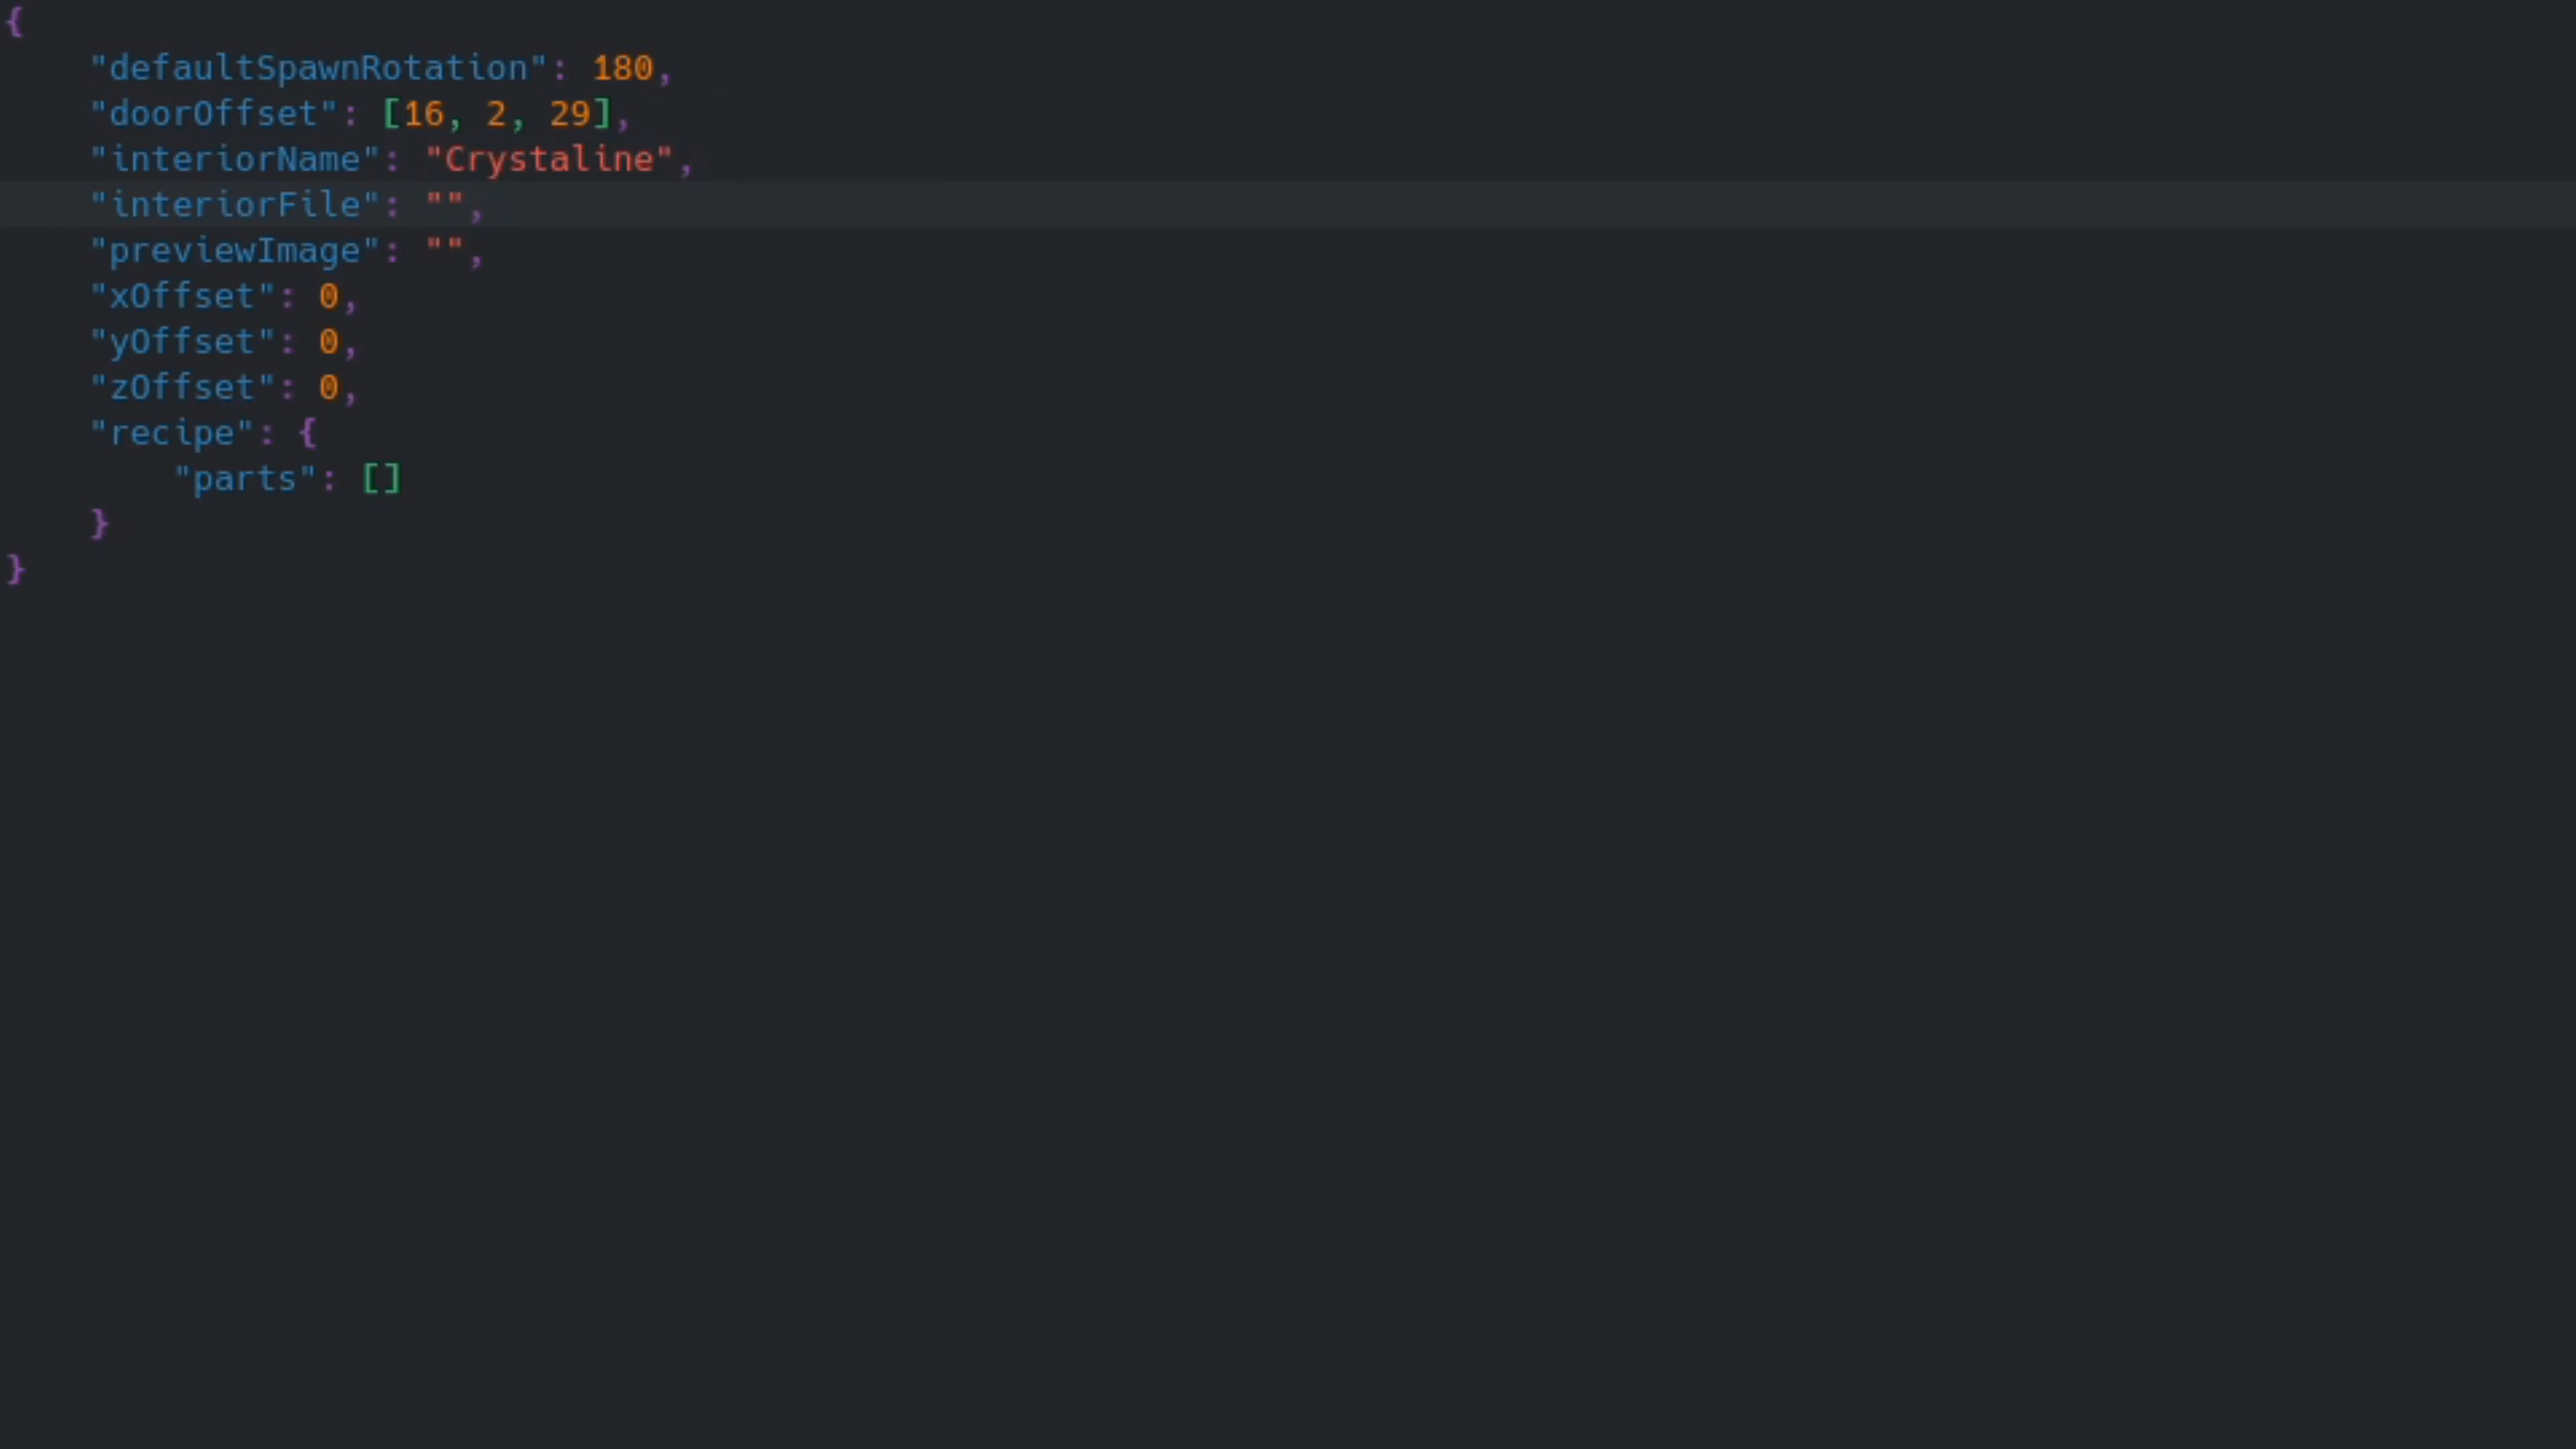 {
    "defaultSpawnRotation": 180,
    "doorOffset": [16, 2, 29],
    "interiorName": "Crystaline",
    "interiorFile": "",
    "previewImage": "",
    "xOffset": 0,
    "yOffset": 0,
    "zOffset": 0,
    "recipe": {
        "parts": []
    }
}